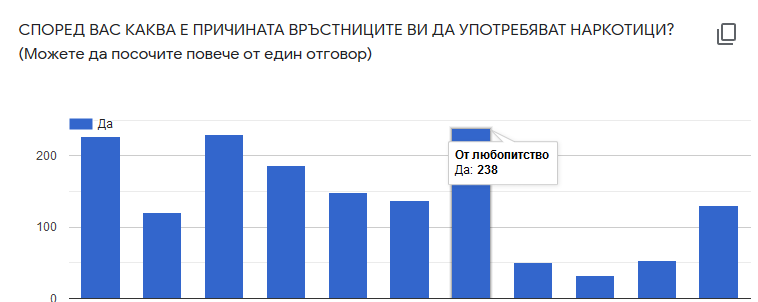 СПОРЕД ВАС КАКВА Е ПРИЧИНАТА ВРЪСТНИЦИТЕ ВИ ДА УПОТРЕБЯВАТ НАРКОТИЦИ?
(Можете да посочите повече от един отговор)
Да
От любопитство
Да: 238
200
100
0